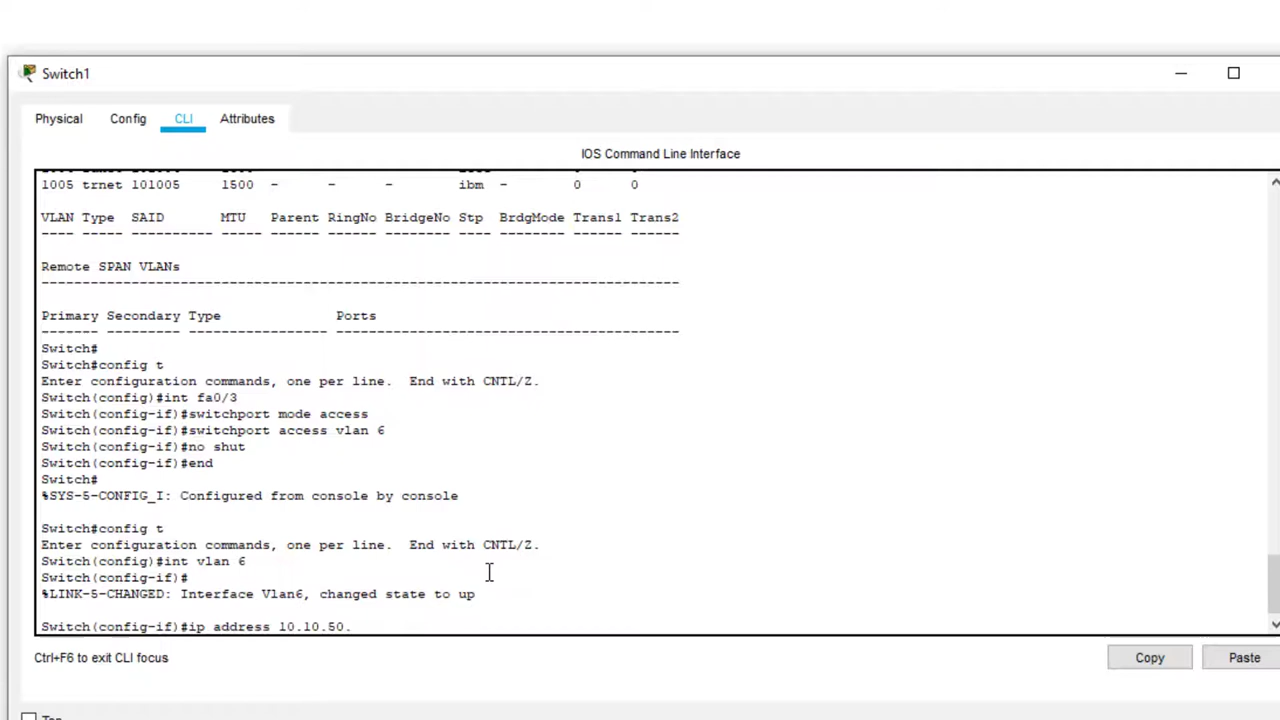 Switch1
Physical Config CLI Attributes
IOS Command Line Interface
1005 trnet 101005 1500 - - - ibm - 0 0
VLAN Type SAID MTU Parent RingNo BridgeNo Stp BrdgMode Trans1 Trans2
---- ----- ---------- ----- ------ ------ -------- ---- -------- ------ ------
Remote SPAN VLANs
------------------------------------------------------------------------------
Primary Secondary Type Ports
------- --------- ----------------- ------------------------------------------
Switch#
Switch#config t
Enter configuration commands, one per line. End with CNTL/Z.
Switch(config)#int fa0/3
Switch(config-if)#switchport mode access
Switch(config-if)#switchport access vlan 6
Switch(config-if)#no shut
Switch(config-if)#end
Switch#
%SYS-5-CONFIG_I: Configured from console by console
Switch#config t
Enter configuration commands, one per line. End with CNTL/Z.
Switch(config)#int vlan 6
Switch(config-if)#
%LINK-5-CHANGED: Interface Vlan6, changed state to up
Switch(config-if)#ip address 10.10.50.
Ctrl+F6 to exit CLI focus
Copy Paste